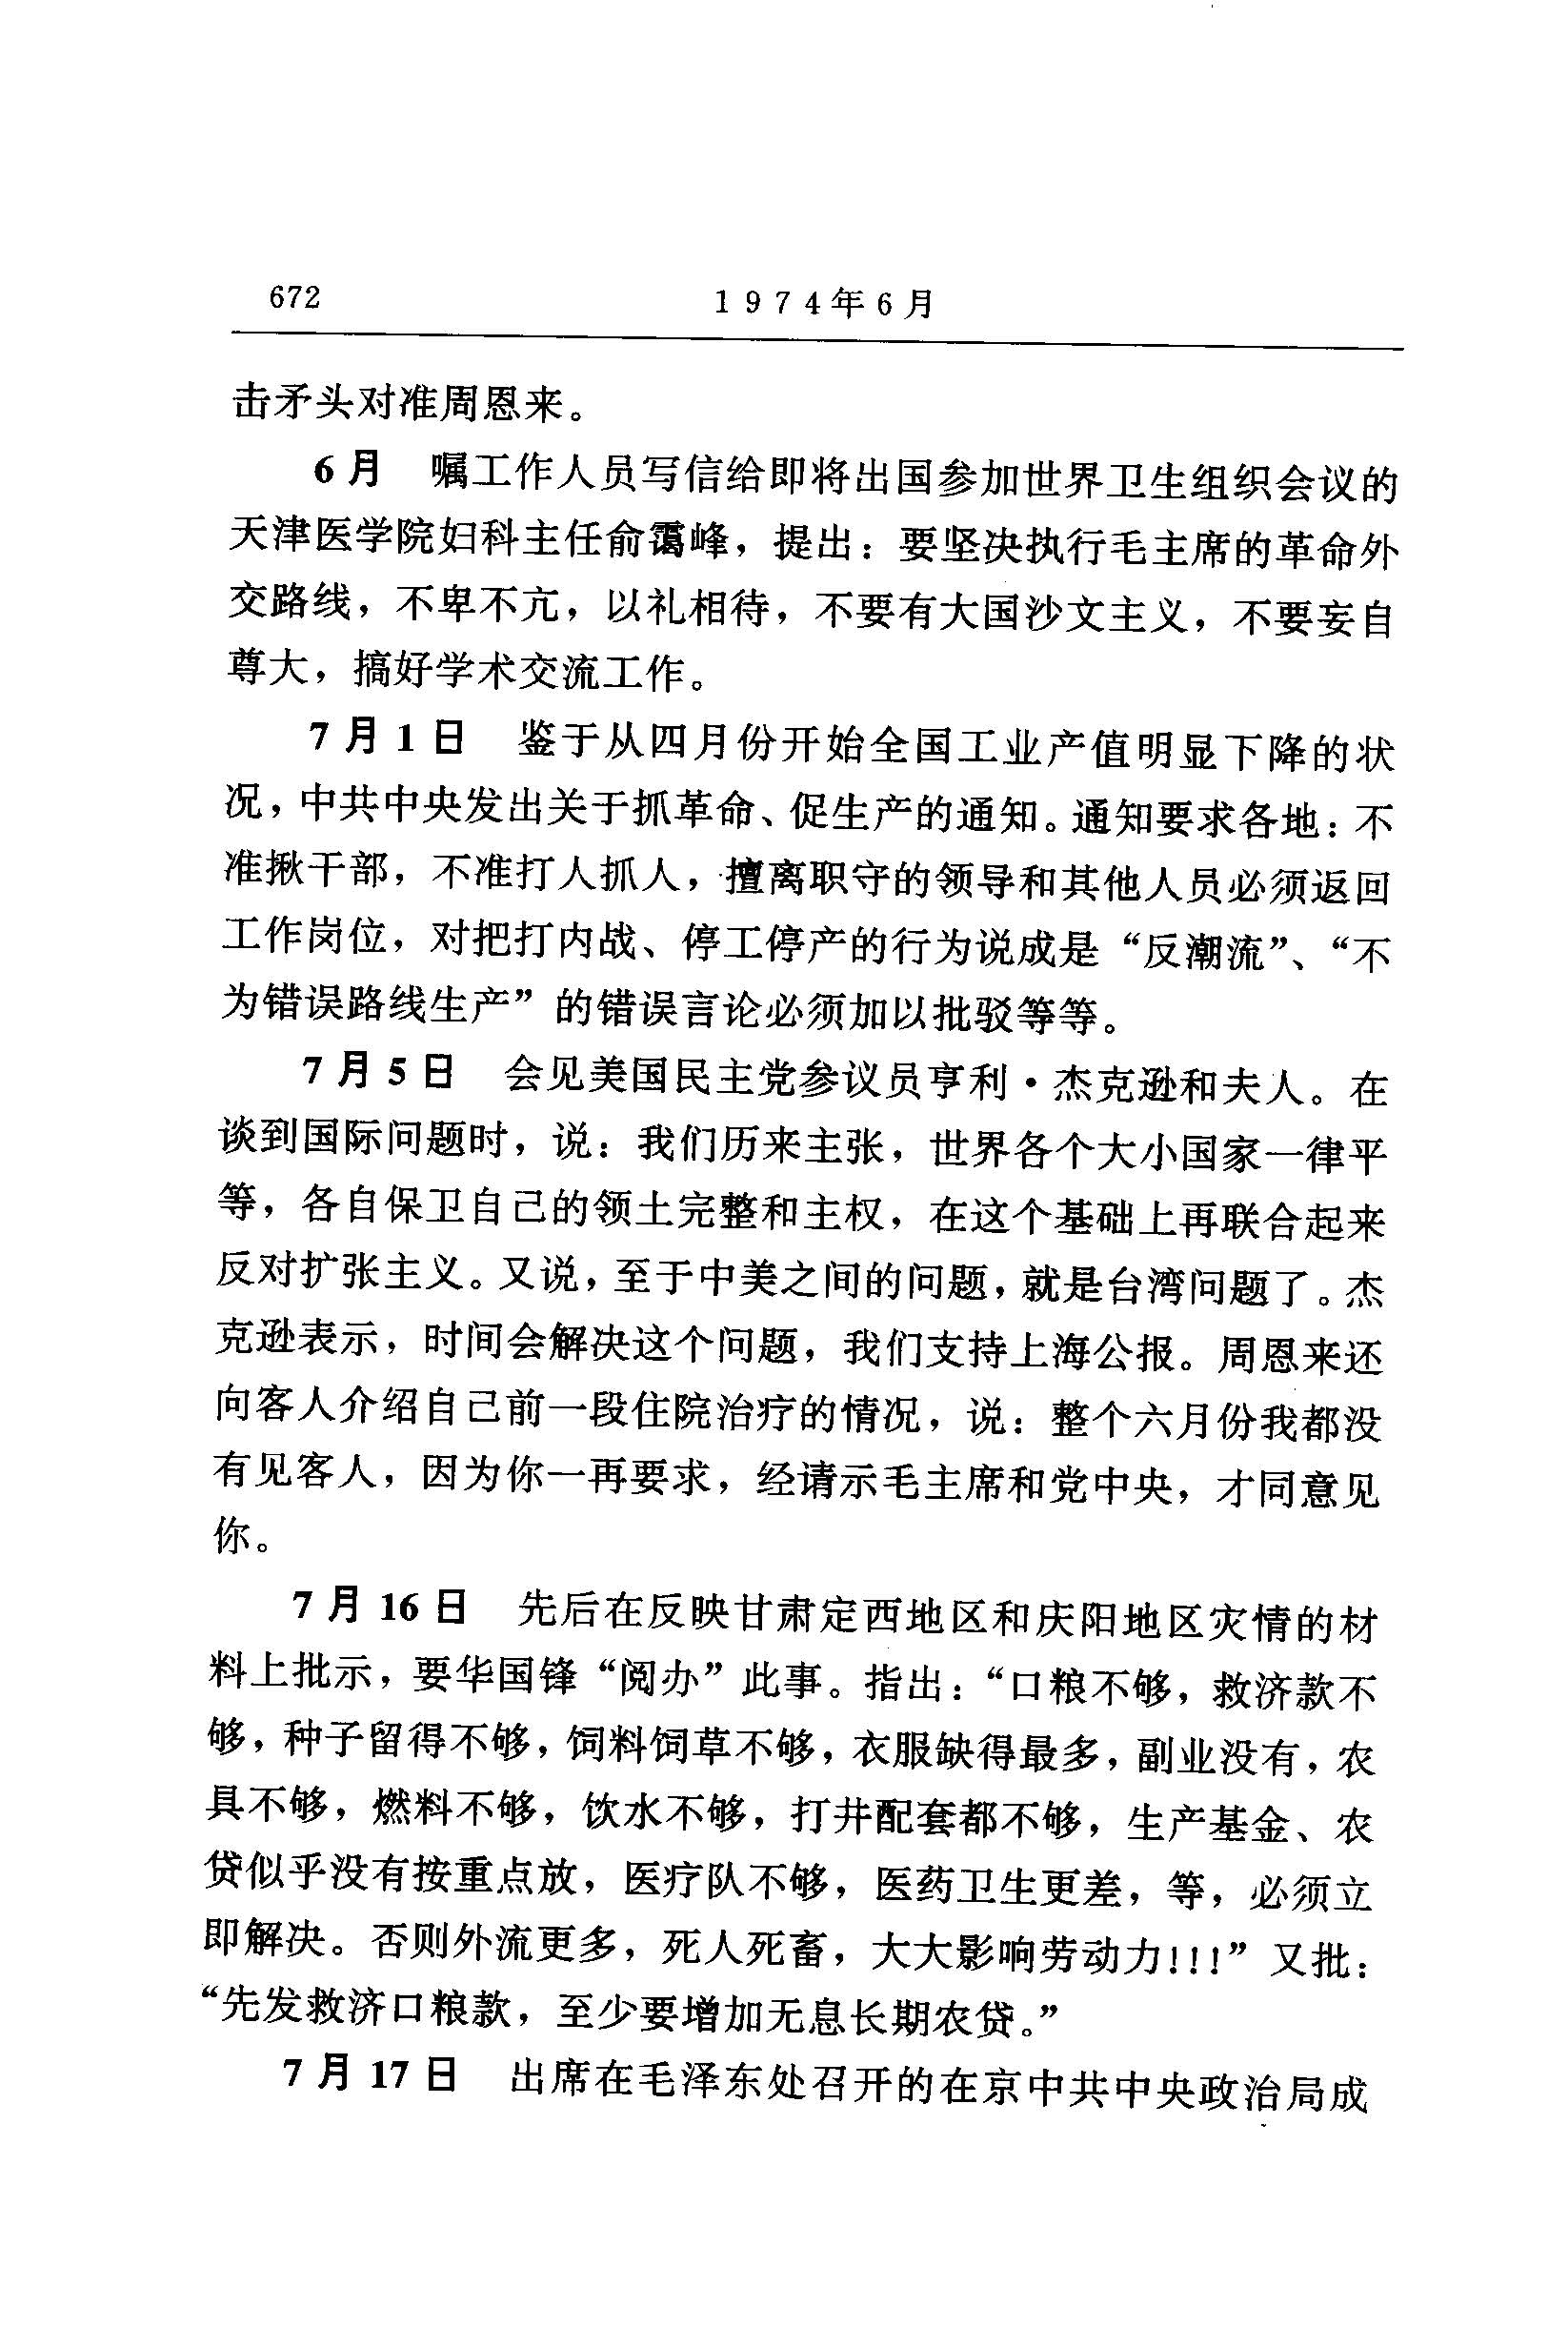 672
1974年6月
击矛头对准周恩来。
6月 嘱工作人员写信给即将出国参加世界卫生组织会议的
天津医学院妇科主任俞霭峰，提出：要坚决执行毛主席的革命外
交路线，不卑不亢，以礼相待，不要有大国沙文主义，不要妄自
尊大，搞好学术交流工作。
7月1日 鉴于从四月份开始全国工业产值明显下降的状
况，中共中央发出关于抓革命、促生产的通知。通知要求各地：不
准揪干部，不准打人抓人，擅离职守的领导和其他人员必须返回
工作岗位，对把打内战、停工停产的行为说成是“反潮流”、“不
为错误路线生产”的错误言论必须加以批驳等等。
7月5日 会见美国民主党参议员亨利·杰克逊和夫人。在
谈到国际问题时，说：我们历来主张，世界各个大小国家一律平
等，各自保卫自己的领土完整和主权，在这个基础上再联合起来
反对扩张主义。又说，至于中美之间的问题，就是台湾问题了。杰
克逊表示，时间会解决这个问题，我们支持上海公报。周恩来还
向客人介绍自己前一段住院治疗的情况，说：整个六月份我都没
有见客人，因为你一再要求，经请示毛主席和党中央，才同意见
你。
7月16日 先后在反映甘肃定西地区和庆阳地区灾情的材
料上批示，要华国锋“阅办”此事。指出：“口粮不够，救济款不
够，种子留得不够，饲料饲草不够，衣服缺得最多，副业没有，农
具不够，燃料不够，饮水不够，打井配套都不够，生产基金、农
贷似乎没有按重点放，医疗队不够，医药卫生更差，等，必须立
即解决。否则外流更多，死人死畜，大大影响劳动力!!!”又批：
“先发救济口粮款，至少要增加无息长期农贷。”
7月17日 出席在毛泽东处召开的在京中共中央政治局成